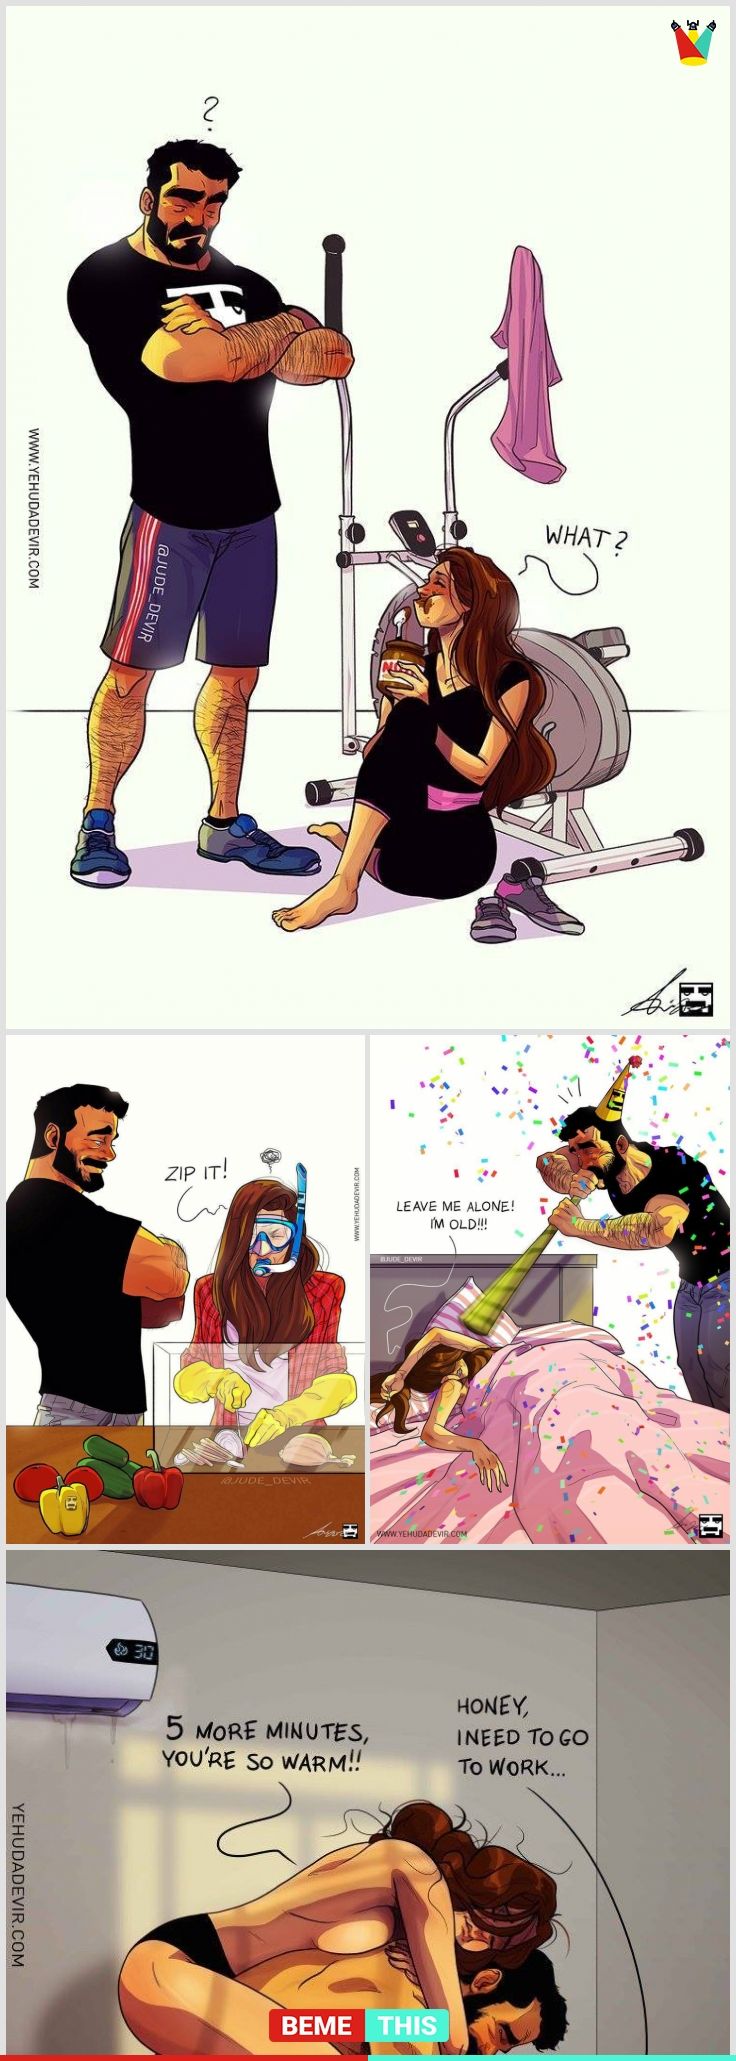 ?
WHAT?
WWW.YEHUDADEVIR.COM
@JUDE_DEVIR
ZIP IT!
WWW.YEHUDADEVIR.COM
@JUDE_DEVIR
LEAVE ME ALONE!
I'M OLD!!!
@JUDE_DEVIR
WWW.YEHUDADEVIR.COM
30
5 MORE MINUTES,
YOU'RE SO WARM!!
HONEY,
I NEED TO GO
TO WORK...
YEHUDADEVIR.COM
BEME THIS